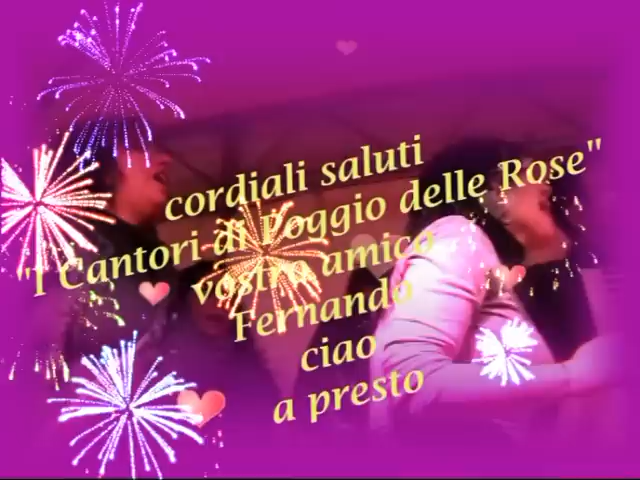 cordiali saluti
"I Cantori di Poggio delle Rose"
vostro amico
Fernando
ciao
a presto